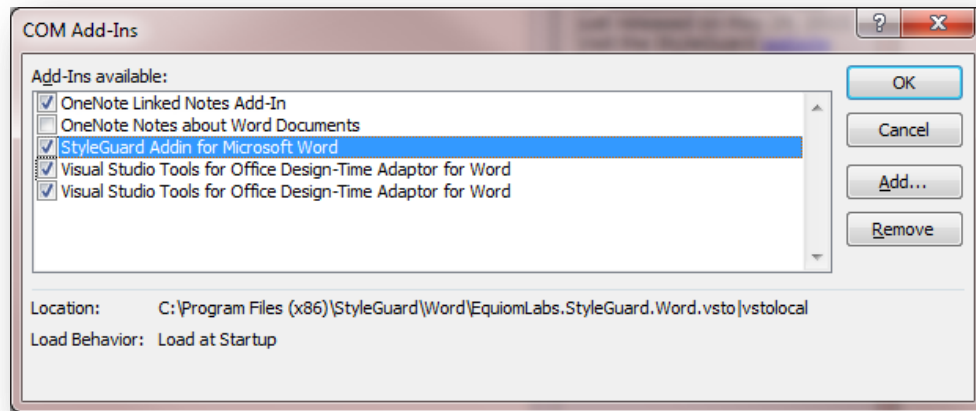 COM Add-Ins
Add-Ins available:
OneNote Linked Notes Add-In
OneNote Notes about Word Documents
StyleGuard Addin for Microsoft Word
Visual Studio Tools for Office Design-Time Adaptor for Word
Visual Studio Tools for Office Design-Time Adaptor for Word
OK
Cancel
Add...
Remove
Location: C:\Program Files (x86)\StyleGuard\Word\EquiomLabs.StyleGuard.Word.vsto|vstolocal
Load Behavior: Load at Startup